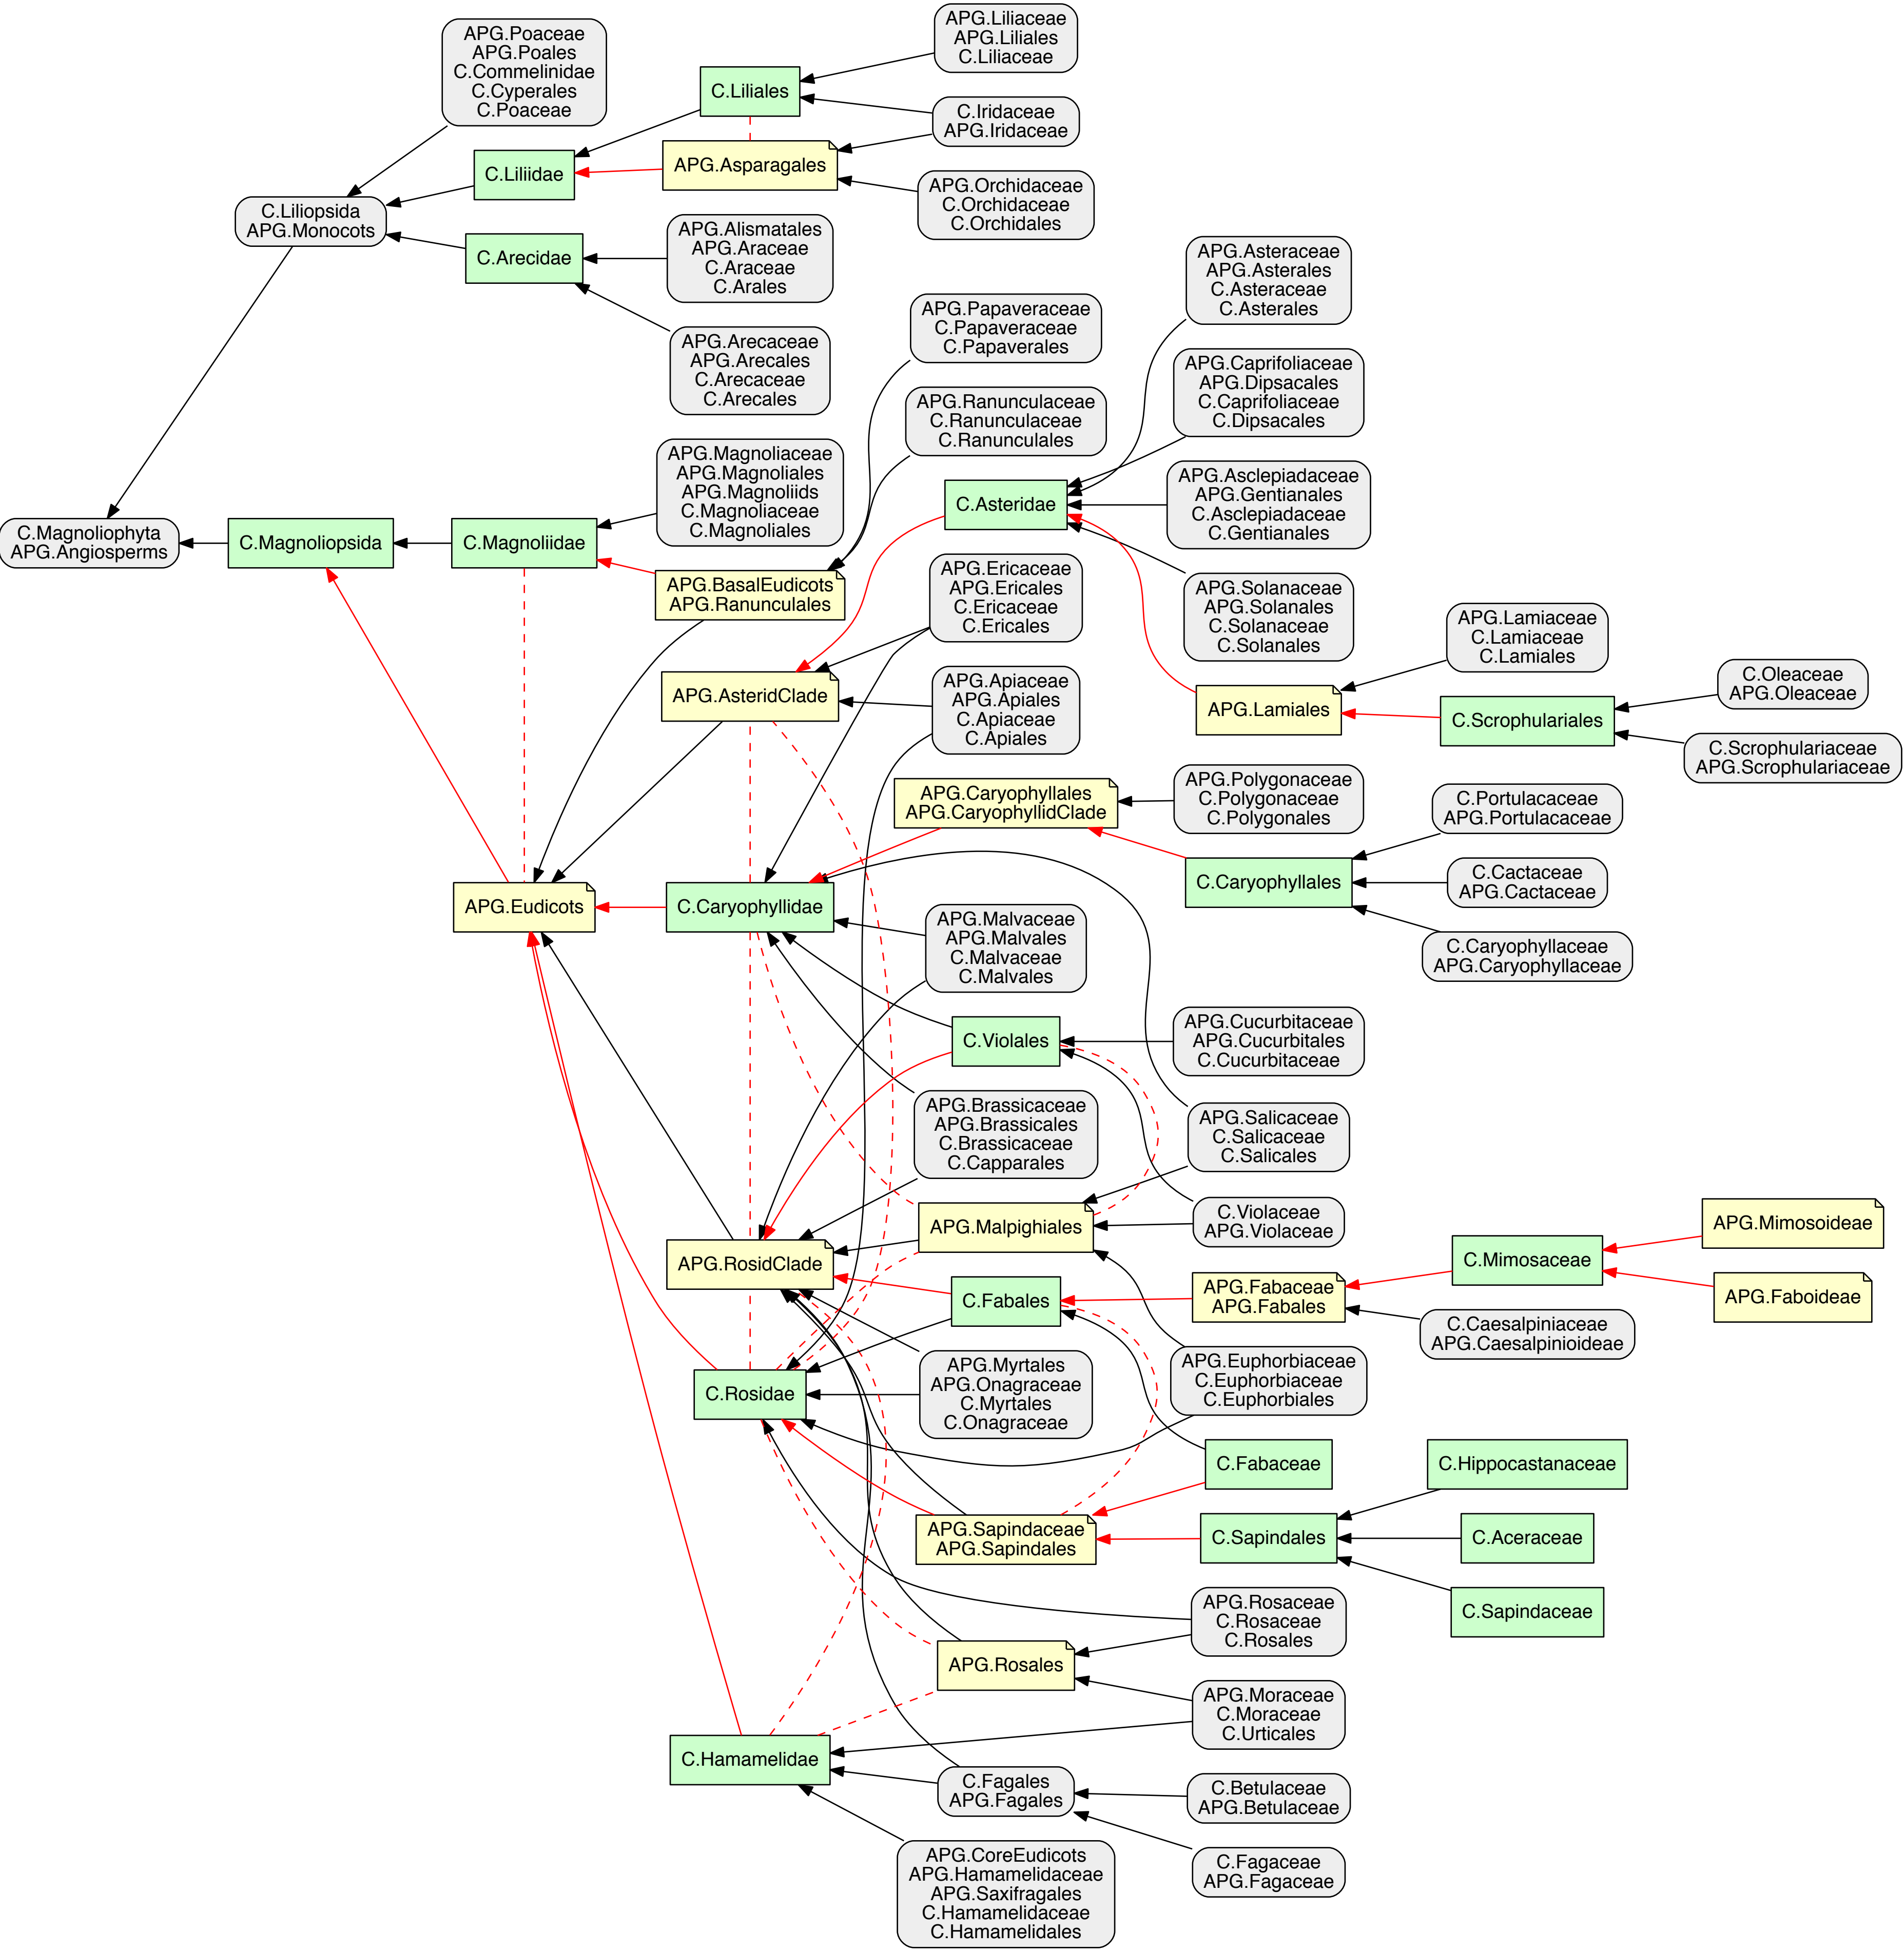 APG.Poaceae
APG.Poales
C.Commelinidae
C.Cyperales
C.Poaceae
C.Liliales
APG.Liliaceae
APG.Liliales
C.Liliaceae
C.Iridaceae
APG.Iridaceae
C.Liliidae
APG.Asparagales
APG.Orchidaceae
C.Orchidaceae
C.Orchidales
C.Liliopsida
APG.Monocots
C.Arecidae
APG.Alismatales
APG.Araceae
C.Araceae
C.Arales
APG.Arecaceae
APG.Arecales
C.Arecaceae
C.Arecales
APG.Papaveraceae
C.Papaveraceae
C.Papaverales
APG.Asteraceae
APG.Asterales
C.Asteraceae
C.Asterales
APG.Ranunculaceae
C.Ranunculaceae
C.Ranunculales
APG.Caprifoliaceae
APG.Dipsacales
C.Caprifoliaceae
C.Dipsacales
APG.Magnoliaceae
APG.Magnoliales
APG.Magnoliids
C.Magnoliaceae
C.Magnoliales
C.Asteridae
APG.Asclepiadaceae
APG.Gentianales
C.Asclepiadaceae
C.Gentianales
C.Magnoliophyta
APG.Angiosperms
C.Magnoliopsida
C.Magnoliidae
APG.BasalEudicots
APG.Ranunculales
APG.Ericaceae
APG.Ericales
C.Ericaceae
C.Ericales
APG.Solanaceae
APG.Solanales
C.Solanaceae
C.Solanales
APG.Lamiaceae
C.Lamiaceae
C.Lamiales
APG.AsteridClade
APG.Apiaceae
APG.Apiales
C.Apiaceae
C.Apiales
APG.Lamiales
C.Scrophulariales
C.Oleaceae
APG.Oleaceae
C.Scrophulariaceae
APG.Scrophulariaceae
APG.Caryophyllales
APG.CaryophyllidClade
APG.Polygonaceae
C.Polygonaceae
C.Polygonales
C.Portulacaceae
APG.Portulacaceae
C.Caryophyllales
C.Cactaceae
APG.Cactaceae
APG.Eudicots
C.Caryophyllidae
APG.Malvaceae
APG.Malvales
C.Malvaceae
C.Malvales
C.Caryophyllaceae
APG.Caryophyllaceae
C.Violales
APG.Cucurbitaceae
APG.Cucurbitales
C.Cucurbitaceae
APG.Brassicaceae
APG.Brassicales
C.Brassicaceae
C.Capparales
APG.Salicaceae
C.Salicaceae
C.Salicales
APG.Malpighiales
C.Violaceae
APG.Violaceae
APG.RosidClade
C.Mimosaceae
APG.Mimosoideae
C.Fabales
APG.Fabaceae
APG.Fabales
APG.Faboideae
C.Caesalpiniaceae
APG.Caesalpinioideae
C.Rosidae
APG.Myrtales
APG.Onagraceae
C.Myrtales
C.Onagraceae
APG.Euphorbiaceae
C.Euphorbiaceae
C.Euphorbiales
C.Fabaceae
C.Hippocastanaceae
APG.Sapindaceae
APG.Sapindales
C.Sapindales
C.Aceraceae
C.Sapindaceae
APG.Rosaceae
C.Rosaceae
C.Rosales
APG.Rosales
APG.Moraceae
C.Moraceae
C.Urticales
C.Hamamelidae
C.Fagales
APG.Fagales
C.Betulaceae
APG.Betulaceae
C.Fagaceae
APG.Fagaceae
APG.CoreEudicots
APG.Hamamelidaceae
APG.Saxifragales
C.Hamamelidaceae
C.Hamamelidales